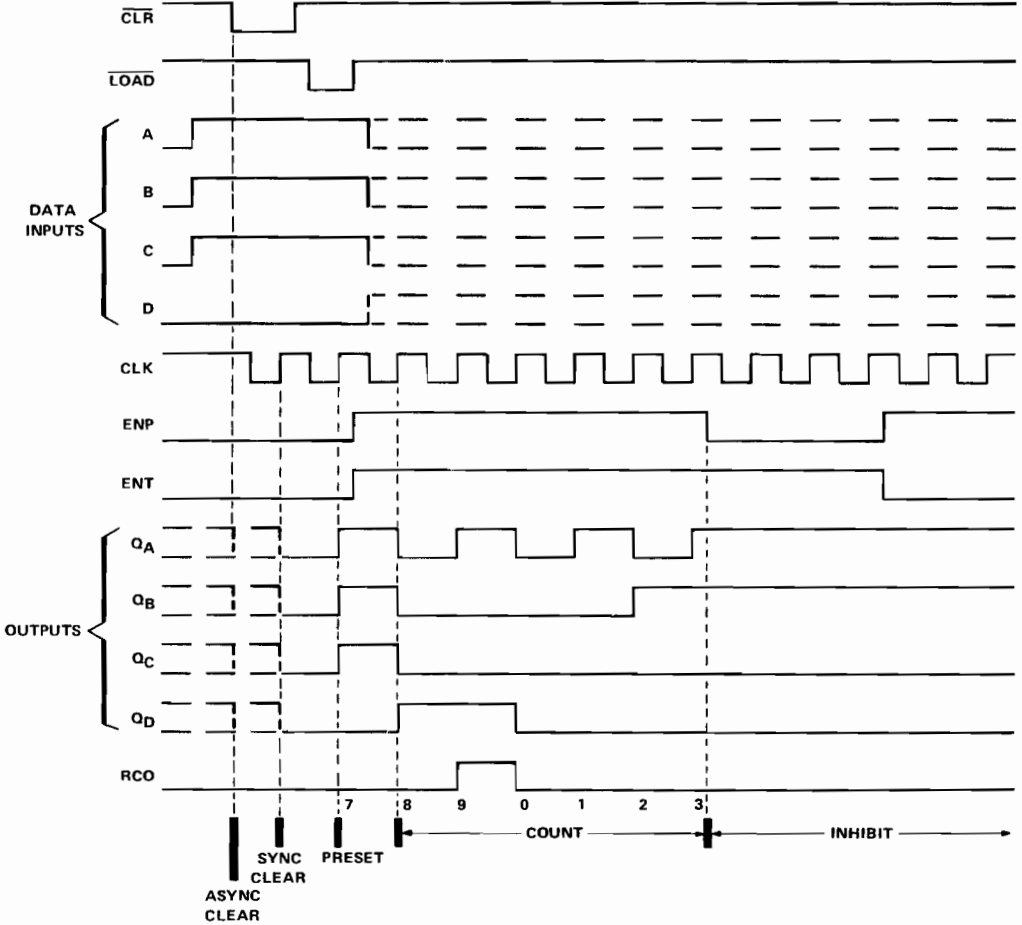 CLR
LOAD
A
B
DATA
INPUTS
C
D
CLK
ENP
ENT
QA
QB
OUTPUTS
QC
QD
RCO
7 8 9 0 1 2 3
COUNT INHIBIT
SYNC
CLEAR
PRESET
ASYNC
CLEAR